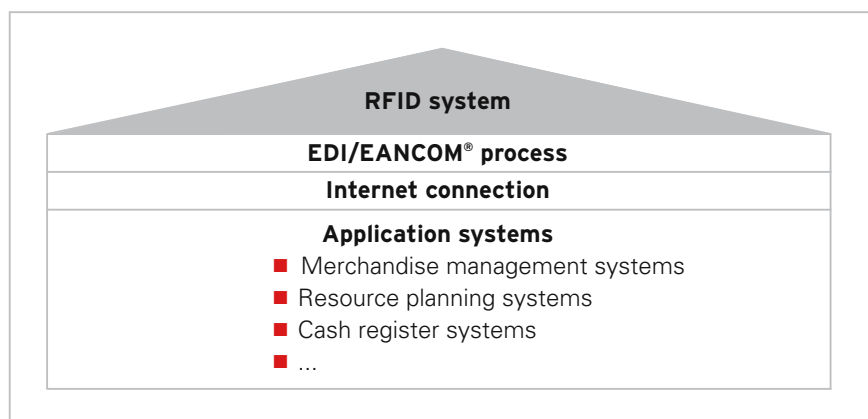 RFID system
EDI/EANCOM® process
Internet connection
Application systems
Merchandise management systems
Resource planning systems
Cash register systems
...